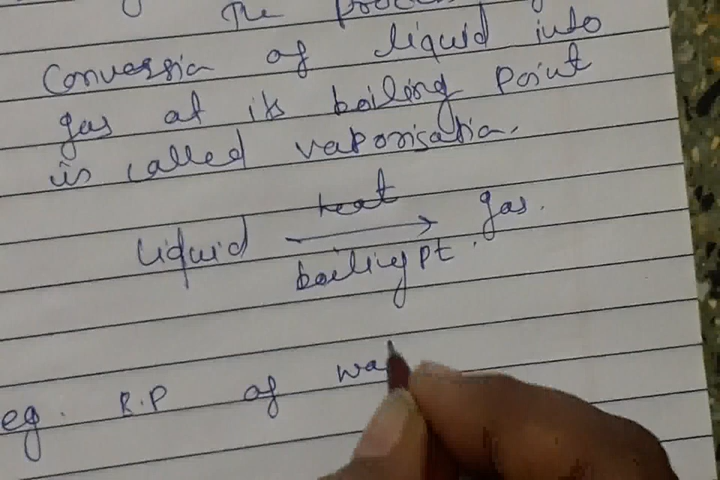 The process
Conversion of liquid into
gas at its boiling point
is called vaporisation.
heat
liquid → gas.
boiling pt.
eg. B.P of wa